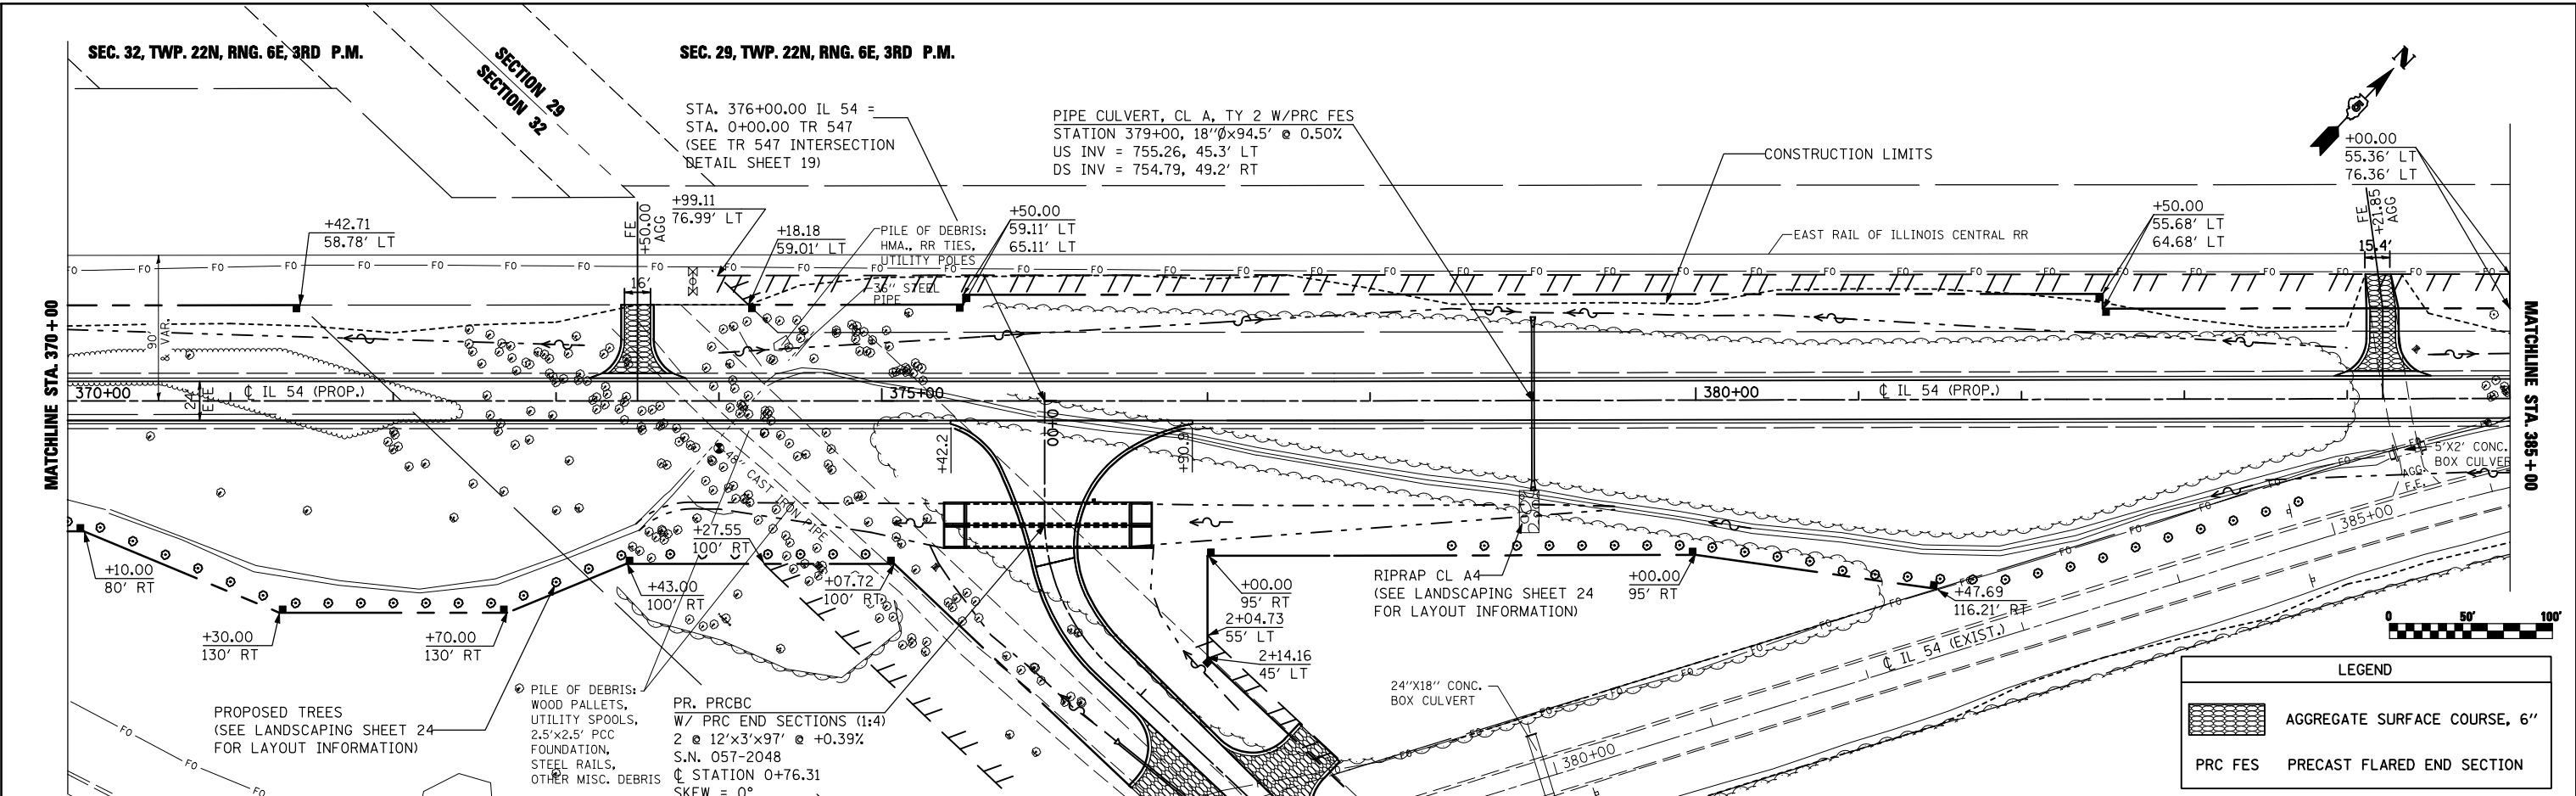 SEC. 32, TWP. 22N, RNG. 6E, 3RD P.M.
SECTION 29
SECTION 32
SEC. 29, TWP. 22N, RNG. 6E, 3RD P.M.
STA. 376+00.00 IL 54 =
STA. 0+00.00 TR 547
(SEE TR 547 INTERSECTION
DETAIL SHEET 19)
PIPE CULVERT, CL A, TY 2 W/PRC FES
STATION 379+00, 18"Øx94.5' @ 0.50%
US INV = 755.26, 45.3' LT
DS INV = 754.79, 49.2' RT
CONSTRUCTION LIMITS
N
+00.00
55.36' LT
76.36' LT
+42.71
58.78' LT
FE
+50.00
AGG
+99.11
76.99' LT
+18.18
59.01' LT
PILE OF DEBRIS:
HMA., RR TIES,
UTILITY POLES
36" STEEL
PIPE
+50.00
59.11' LT
65.11' LT
EAST RAIL OF ILLINOIS CENTRAL RR
+50.00
55.68' LT
64.68' LT
FE
+21.85
AGG
15.4'
16'
FO FO FO FO FO FO FO FO FO
MATCHLINE STA. 370+00
90'
& VAR.
370+00
24'
E-E
℄ IL 54 (PROP.)
375+00
380+00
℄ IL 54 (PROP.)
MATCHLINE STA. 385+00
+42.2
0+00
+90.9
48" CAST IRON PIPE
5'X2' CONC.
BOX CULVER
AGG.
F.E.
385+00
+10.00
80' RT
+30.00
130' RT
+70.00
130' RT
+43.00
100' RT
+27.55
100' RT
+07.72
100' RT
+00.00
95' RT
2+04.73
55' LT
2+14.16
45' LT
RIPRAP CL A4
(SEE LANDSCAPING SHEET 24
FOR LAYOUT INFORMATION)
+00.00
95' RT
+47.69
116.21' RT
℄ IL 54 (EXIST.)
0 50' 100'
PROPOSED TREES
(SEE LANDSCAPING SHEET 24
FOR LAYOUT INFORMATION)
PILE OF DEBRIS:
WOOD PALLETS,
UTILITY SPOOLS,
2.5'x2.5' PCC
FOUNDATION,
STEEL RAILS,
OTHER MISC. DEBRIS
PR. PRCBC
W/ PRC END SECTIONS (1:4)
2 @ 12'x3'x97' @ +0.39%
S.N. 057-2048
℄ STATION 0+76.31
SKEW = 0°
24"X18" CONC.
BOX CULVERT
380+00
LEGEND
AGGREGATE SURFACE COURSE, 6"
PRC FES PRECAST FLARED END SECTION